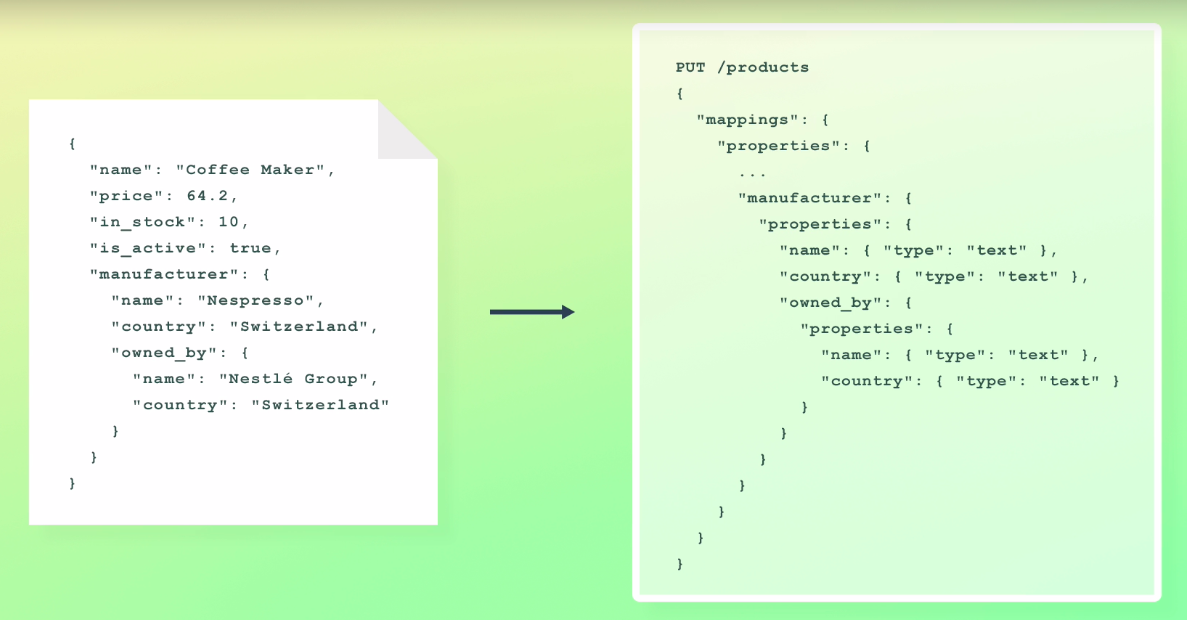 {
  "name": "Coffee Maker",
  "price": 64.2,
  "in_stock": 10,
  "is_active": true,
  "manufacturer": {
    "name": "Nespresso",
    "country": "Switzerland",
    "owned_by": {
      "name": "Nestlé Group",
      "country": "Switzerland"
    }
  }
}
PUT /products
{
  "mappings": {
    "properties": {
      ...
      "manufacturer": {
        "properties": {
          "name": { "type": "text" },
          "country": { "type": "text" },
          "owned_by": {
            "properties": {
              "name": { "type": "text" },
              "country": { "type": "text" }
            }
          }
        }
      }
    }
  }
}